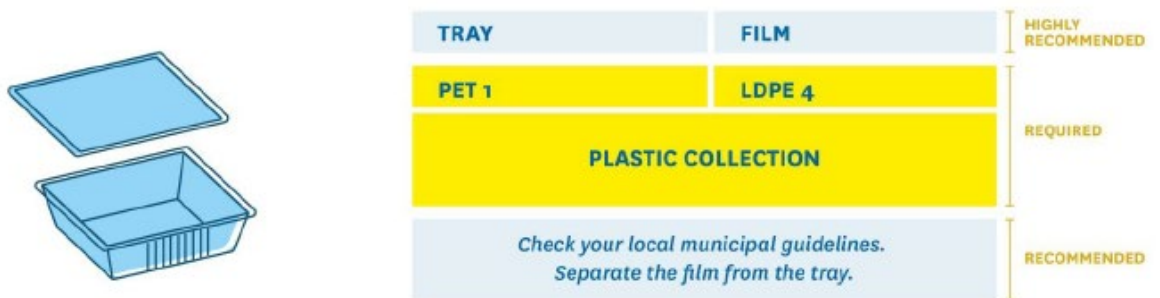 TRAY
FILM
HIGHLY
RECOMMENDED
PET 1
LDPE 4
REQUIRED
PLASTIC COLLECTION
Check your local municipal guidelines.
Separate the film from the tray.
RECOMMENDED